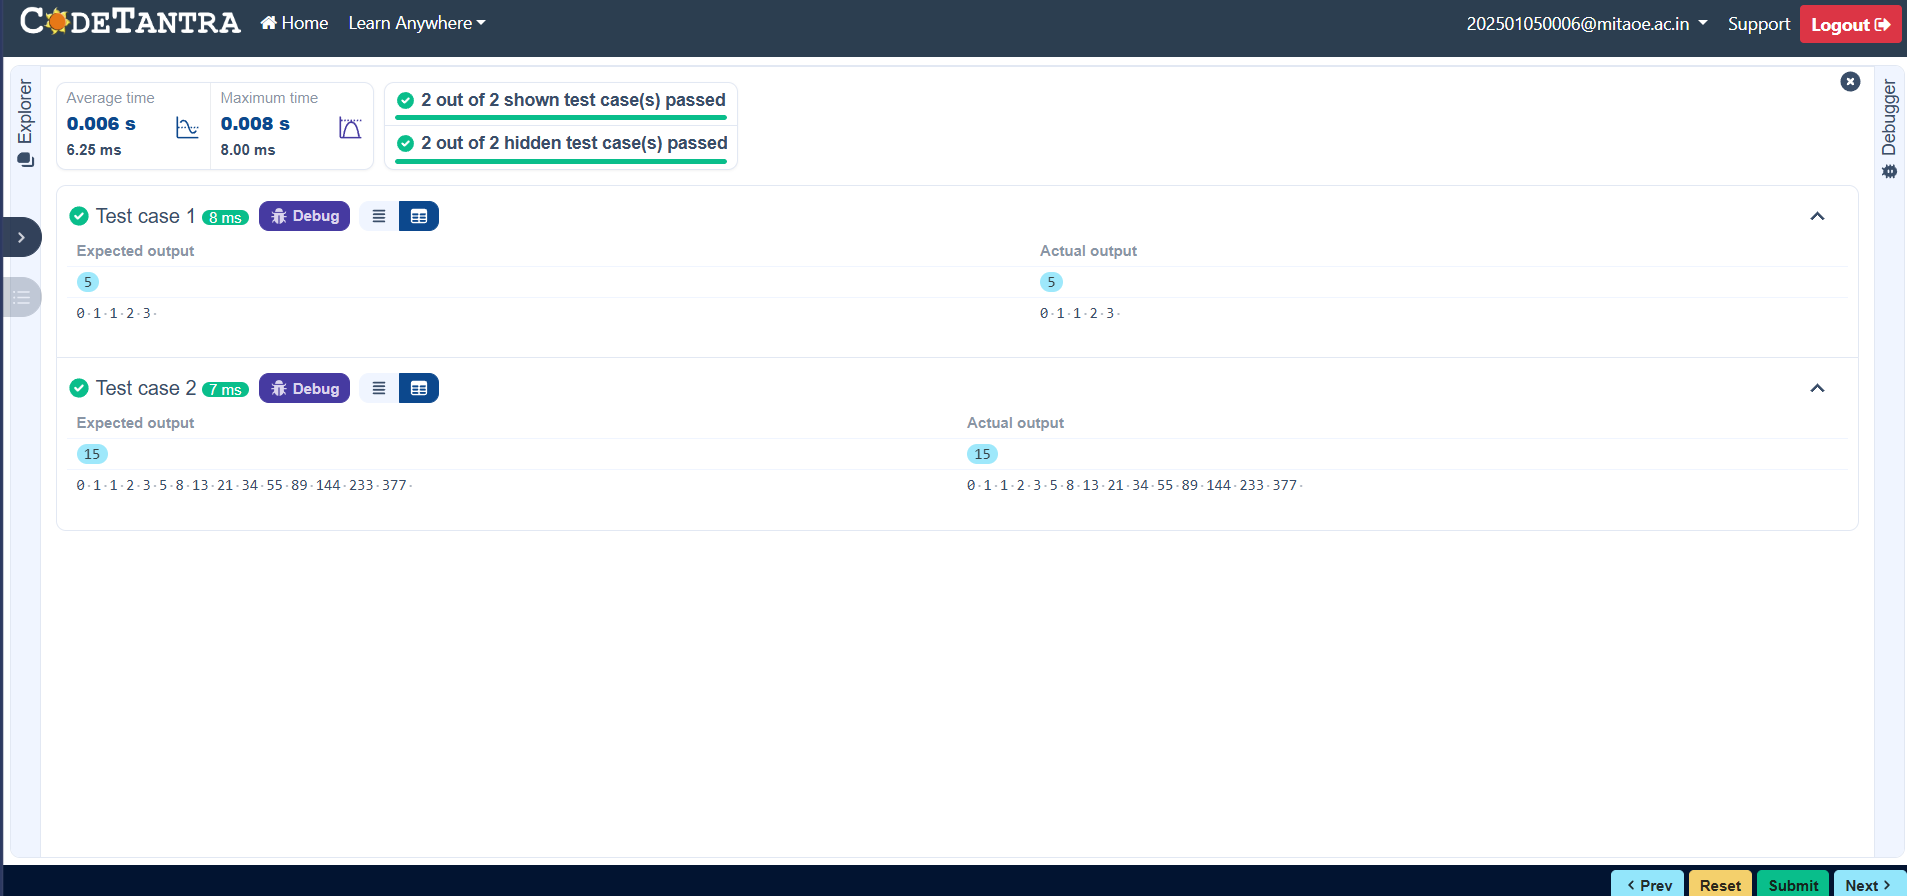 CODETANTRA Home Learn Anywhere 202501050006@mitaoe.ac.in Support Logout
Explorer
Debugger
Average time Maximum time
0.006 s 0.008 s
6.25 ms 8.00 ms
2 out of 2 shown test case(s) passed
2 out of 2 hidden test case(s) passed
Test case 1 8 ms Debug
Expected output Actual output
5 5
0·1·1·2·3· 0·1·1·2·3·
Test case 2 7 ms Debug
Expected output Actual output
15 15
0·1·1·2·3·5·8·13·21·34·55·89·144·233·377· 0·1·1·2·3·5·8·13·21·34·55·89·144·233·377·
Prev Reset Submit Next